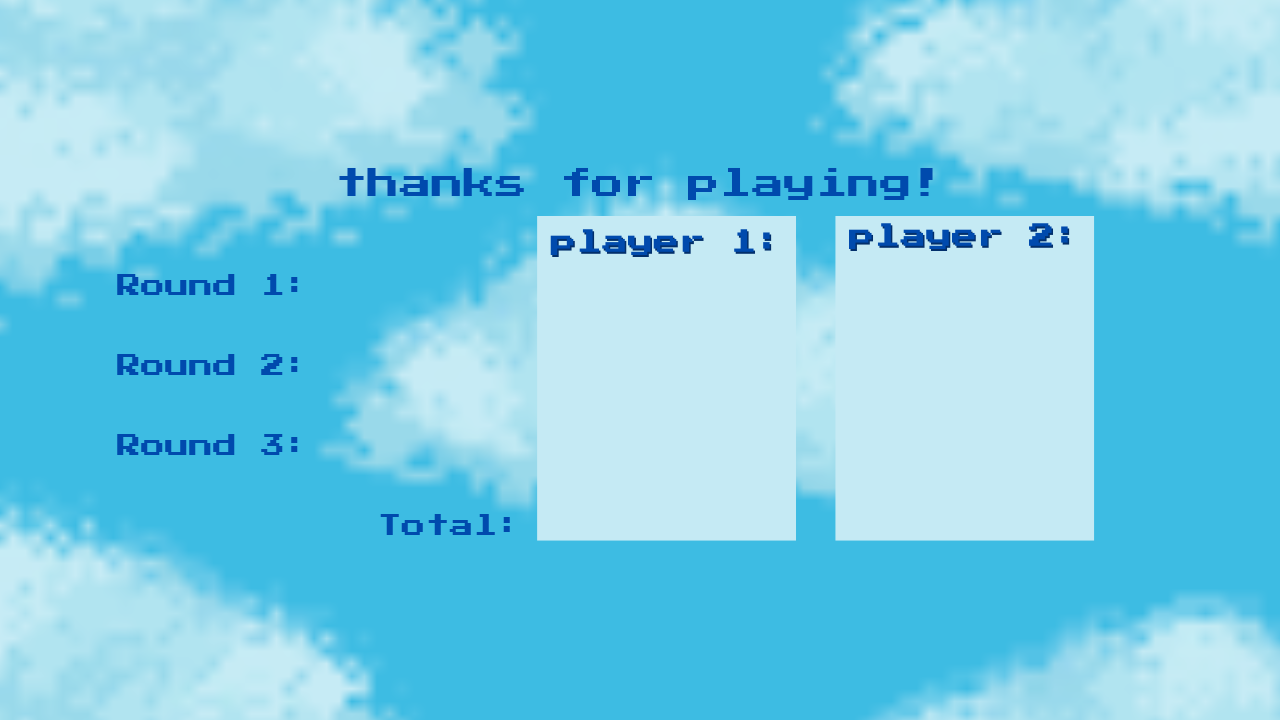 thanks for playing!
player 1:
player 2:
Round 1:
Round 2:
Round 3:
Total: